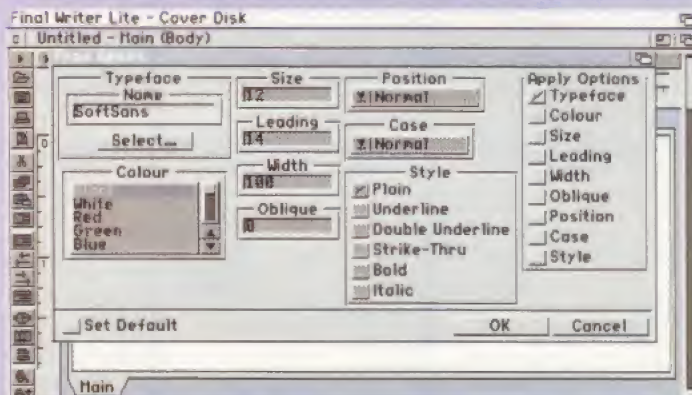 Final Writer Lite - Cover Disk
Untitled - Main (Body)
Typeface
Name
SoftSans
Select...
Colour
White
Red
Green
Blue
Size
12
Leading
14
Width
100
Oblique
0
Position
Normal
Case
Normal
Style
Plain
Underline
Double Underline
Strike-Thru
Bold
Italic
Apply Options
Typeface
Colour
Size
Leading
Width
Oblique
Position
Case
Style
Set Default
OK
Cancel
Main